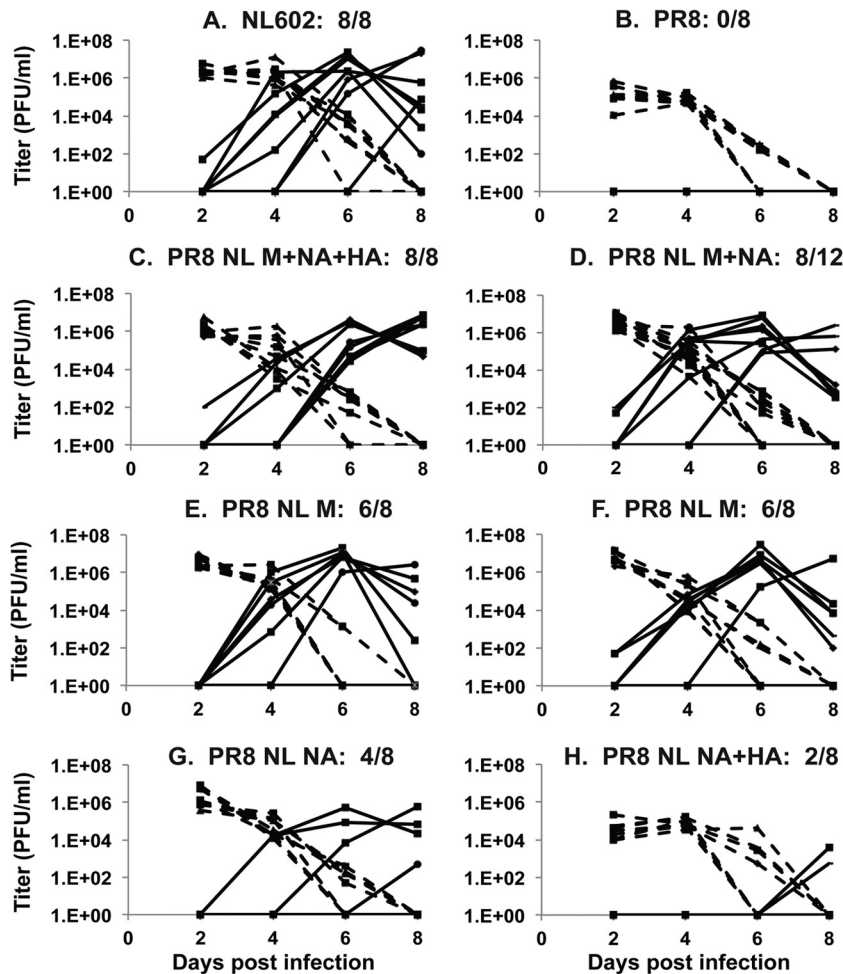 A. NL602: 8/8
B. PR8: 0/8
Titer (PFU/ml)
1.E+08
1.E+06
1.E+04
1.E+02
1.E+00
0 2 4 6 8
1.E+08
1.E+06
1.E+04
1.E+02
1.E+00
0 2 4 6 8
C. PR8 NL M+NA+HA: 8/8
D. PR8 NL M+NA: 8/12
Titer (PFU/ml)
1.E+08
1.E+06
1.E+04
1.E+02
1.E+00
0 2 4 6 8
1.E+08
1.E+06
1.E+04
1.E+02
1.E+00
0 2 4 6 8
E. PR8 NL M: 6/8
F. PR8 NL M: 6/8
Titer (PFU/ml)
1.E+08
1.E+06
1.E+04
1.E+02
1.E+00
0 2 4 6 8
1.E+08
1.E+06
1.E+04
1.E+02
1.E+00
0 2 4 6 8
G. PR8 NL NA: 4/8
H. PR8 NL NA+HA: 2/8
Titer (PFU/ml)
1.E+08
1.E+06
1.E+04
1.E+02
1.E+00
0 2 4 6 8
Days post infection
1.E+08
1.E+06
1.E+04
1.E+02
1.E+00
0 2 4 6 8
Days post infection